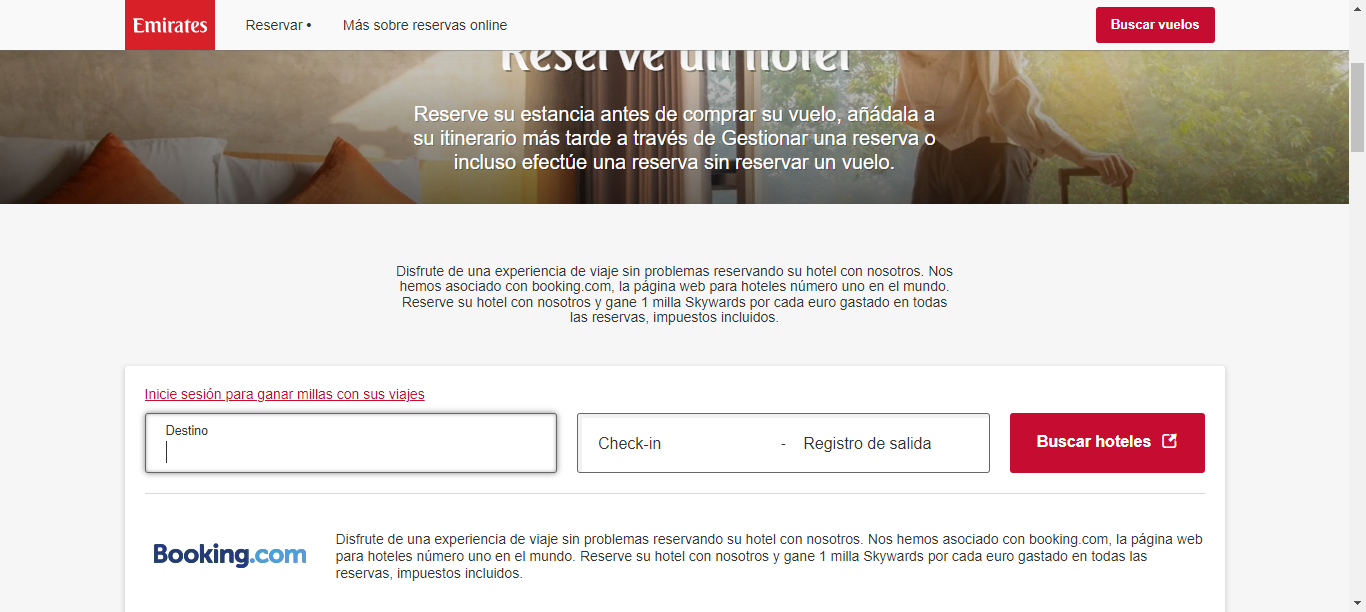 Emirates
Reservar •
Más sobre reservas online
Buscar vuelos
Reserve un hotel
Reserve su estancia antes de comprar su vuelo, añádala a
su itinerario más tarde a través de Gestionar una reserva o
incluso efectúe una reserva sin reservar un vuelo.
Disfrute de una experiencia de viaje sin problemas reservando su hotel con nosotros. Nos
hemos asociado con booking.com, la página web para hoteles número uno en el mundo.
Reserve su hotel con nosotros y gane 1 milla Skywards por cada euro gastado en todas
las reservas, impuestos incluidos.
Inicie sesión para ganar millas con sus viajes
Destino
Check-in - Registro de salida
Buscar hoteles
Booking.com
Disfrute de una experiencia de viaje sin problemas reservando su hotel con nosotros. Nos hemos asociado con booking.com, la página web
para hoteles número uno en el mundo. Reserve su hotel con nosotros y gane 1 milla Skywards por cada euro gastado en todas las
reservas, impuestos incluidos.